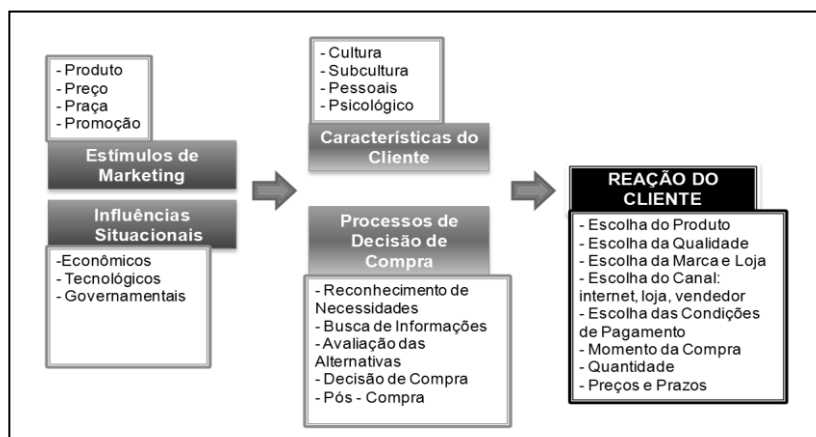 - Produto
- Preço
- Praça
- Promoção
Estímulos de
Marketing
Influências
Situacionais
-Econômicos
- Tecnológicos
- Governamentais
- Cultura
- Subcultura
- Pessoais
- Psicológico
Características do
Cliente
Processos de
Decisão de
Compra
- Reconhecimento de
Necessidades
- Busca de Informações
- Avaliação das
Alternativas
- Decisão de Compra
- Pós - Compra
REAÇÃO DO
CLIENTE
- Escolha do Produto
- Escolha da Qualidade
- Escolha da Marca e Loja
- Escolha do Canal:
internet, loja, vendedor
- Escolha das Condições
de Pagamento
- Momento da Compra
- Quantidade
- Preços e Prazos